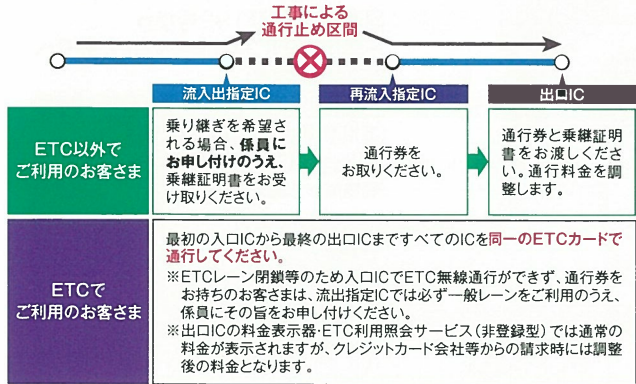 工事による
通行止め区間
流入出指定IC
再流入指定IC
出口IC
ETC以外で
ご利用のお客さま
乗り継ぎを希望さ
れる場合、係員に
お申し付けのうえ、
乗継証明書をお受
け取りください。
通行券を
お取りください。
通行券と乗継証明
書をお渡しくださ
い。通行料金を調
整します。
ETCで
ご利用のお客さま
最初の入口ICから最終の出口ICまですべてのICを同一のETCカードで
通行してください。
※ETCレーン閉鎖等のため入口ICでETC無線通行ができず、通行券を
お持ちのお客さまは、流出指定ICでは必ず一般レーンをご利用のうえ、
係員にその旨をお申し付けください。
※出口ICの料金表示器・ETC利用照会サービス(非登録型)では通常の
料金が表示されますが、クレジットカード会社等からの請求時には調整
後の料金となります。